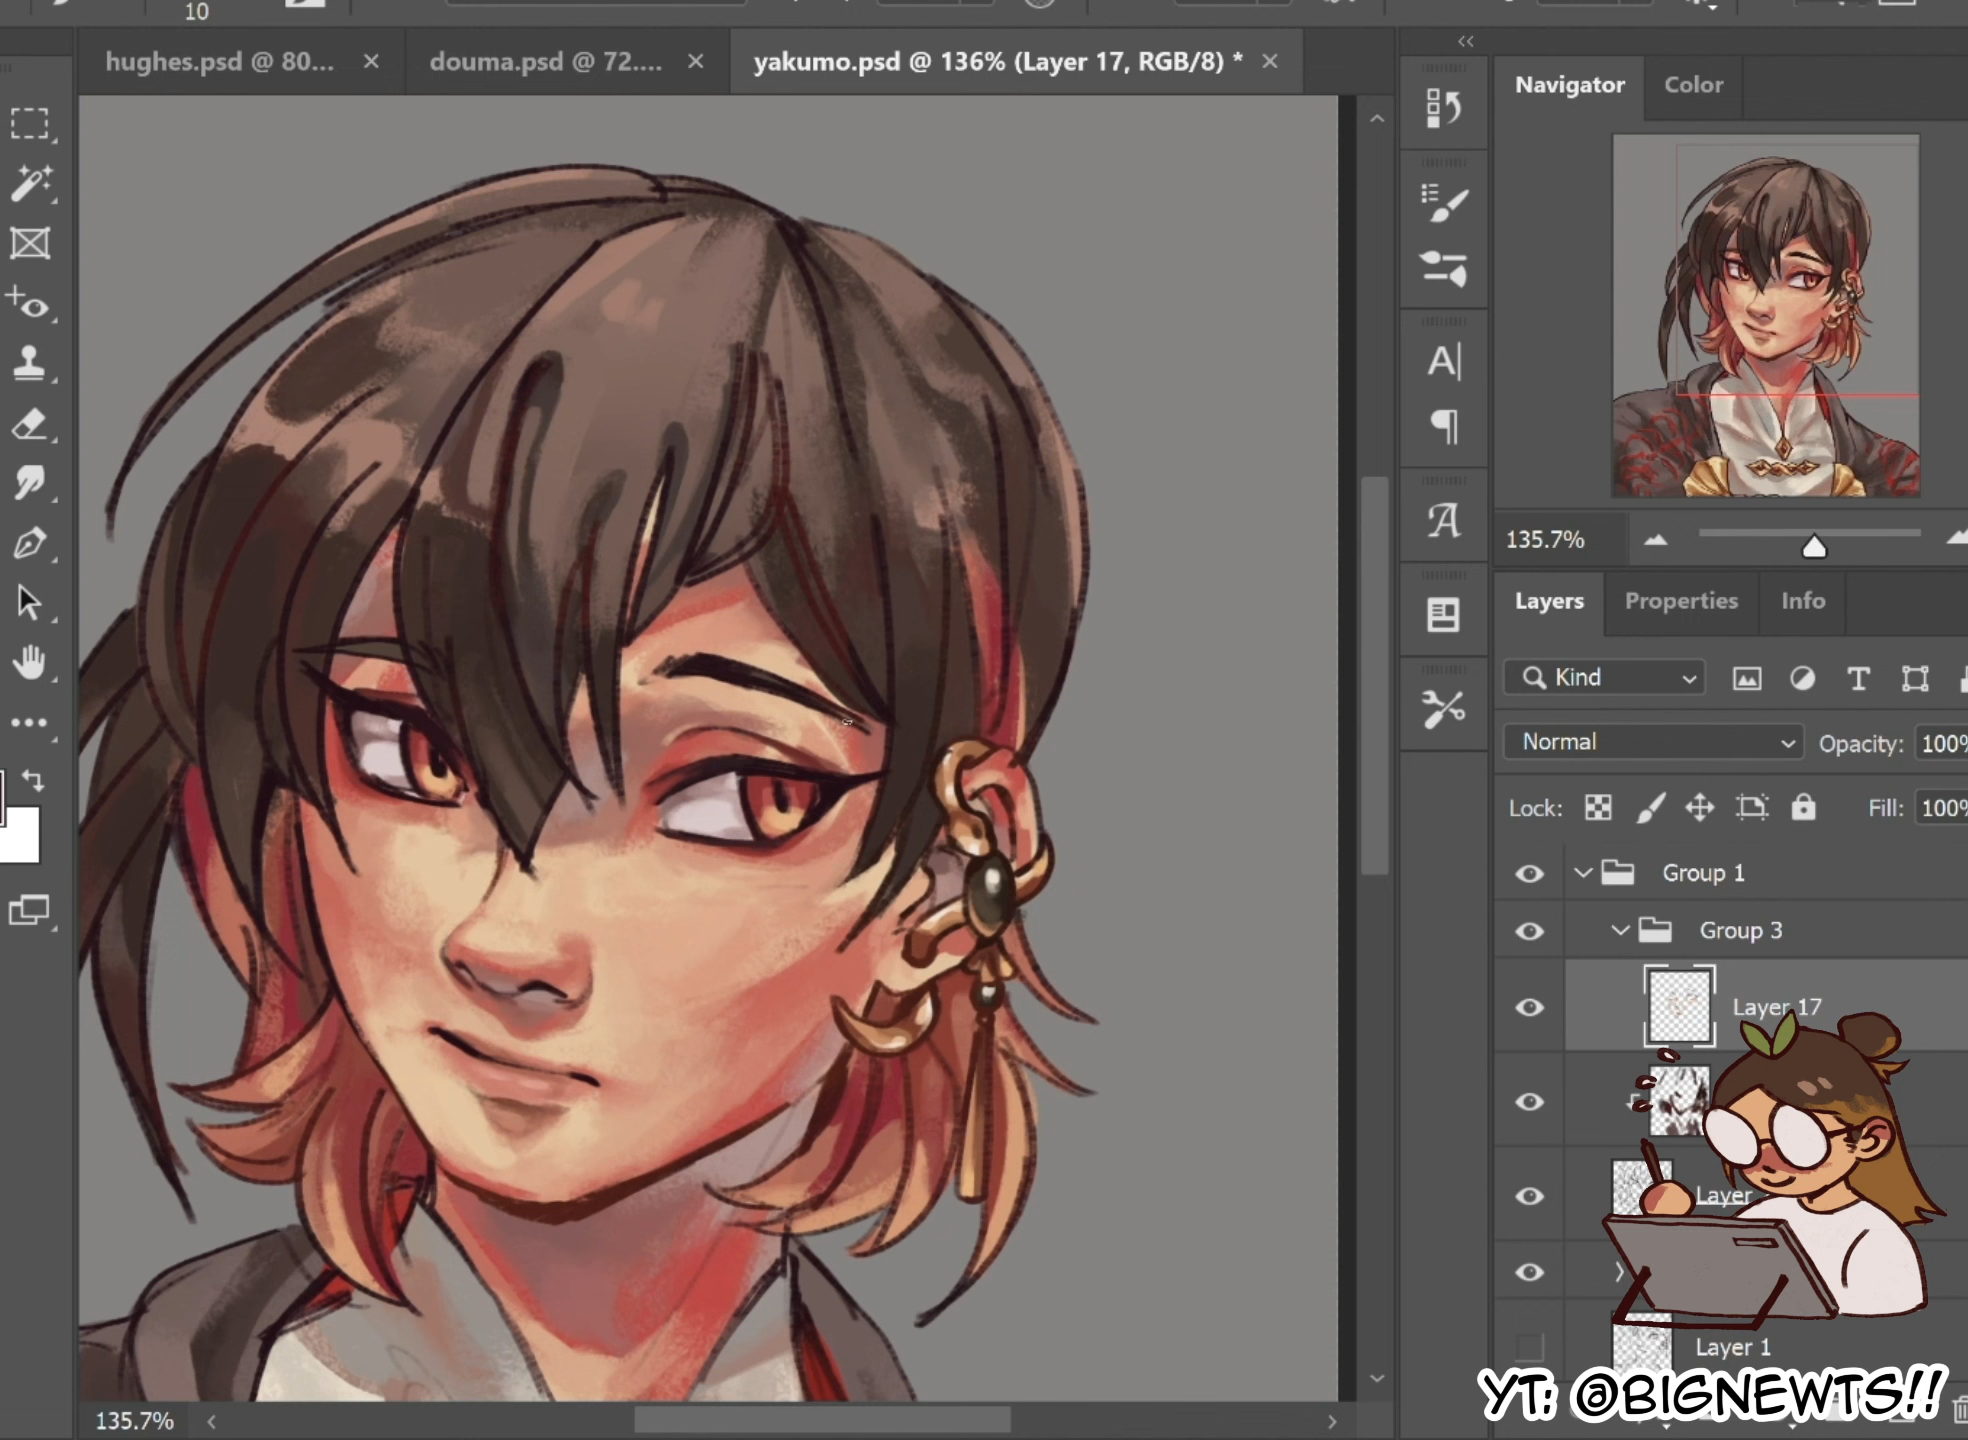 10
hughes.psd @ 80...
douma.psd @ 72....
yakumo.psd @ 136% (Layer 17, RGB/8) *
Navigator
Color
135.7%
Layers
Properties
Info
Kind
Normal
Opacity: 100%
Lock:
Fill: 100%
Group 1
Group 3
Layer 17
Layer
Layer 1
YT: @BIGNEWTS!!
135.7%